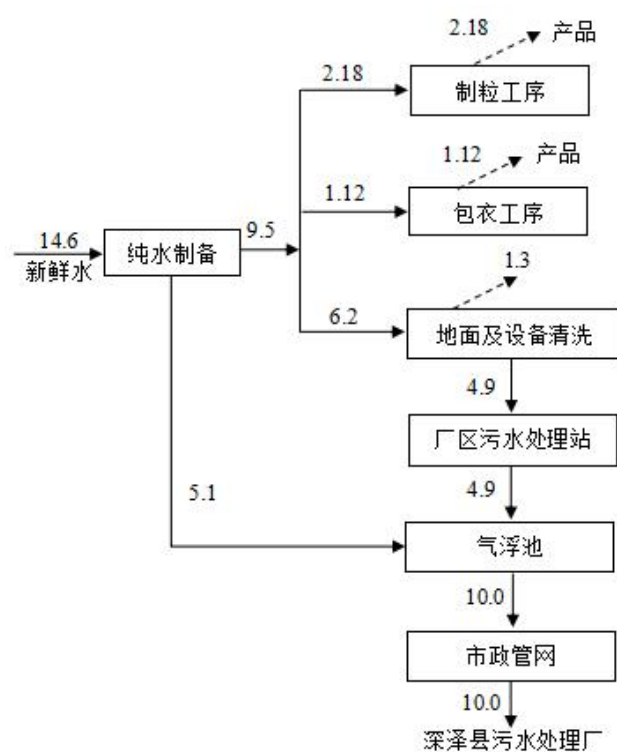 2.18
产品
2.18
制粒工序
1.12
产品
1.12
包衣工序
14.6
新鲜水
纯水制备
9.5
1.3
6.2
地面及设备清洗
4.9
厂区污水处理站
4.9
5.1
气浮池
10.0
市政管网
10.0
深泽县污水处理厂